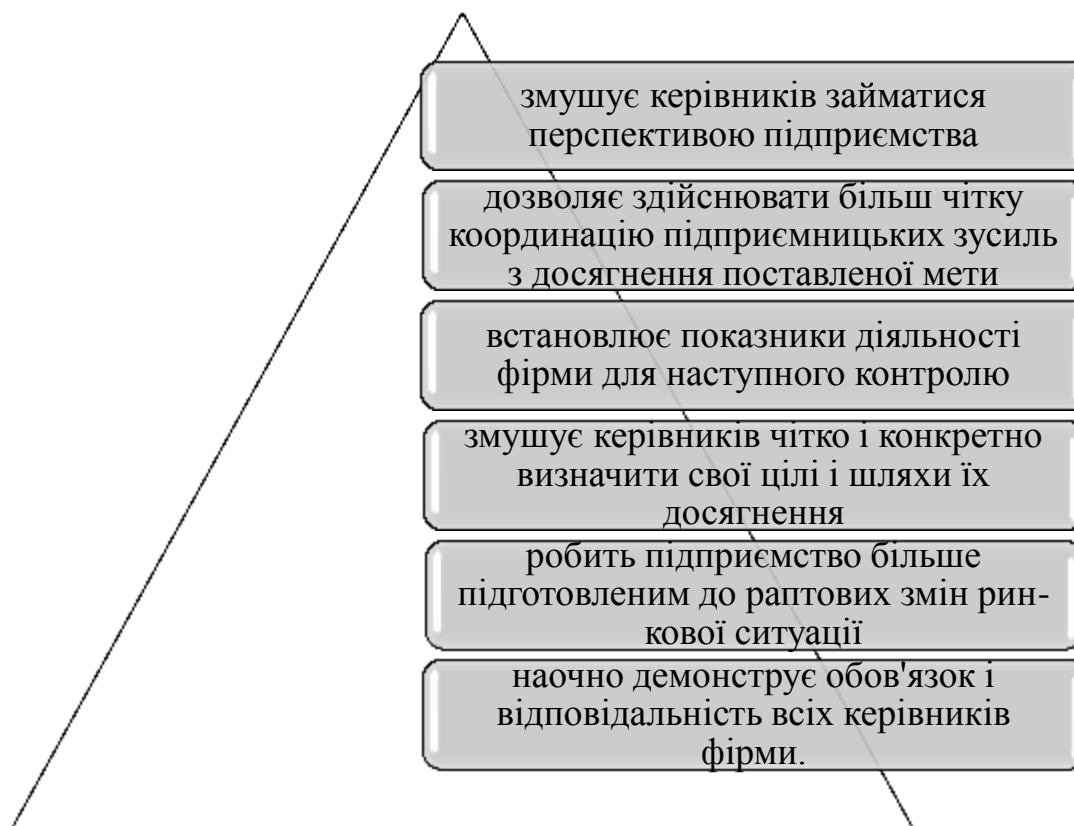 змушує керівників займатися
перспективою підприємства
дозволяє здійснювати більш чітку
координацію підприємницьких зусиль
з досягнення поставленої мети
встановлює показники діяльності
фірми для наступного контролю
змушує керівників чітко і конкретно
визначити свої цілі і шляхи їх
досягнення
робить підприємство більше
підготовленим до раптових змін рин-
кової ситуації
наочно демонструє обов'язок і
відповідальність всіх керівників
фірми.